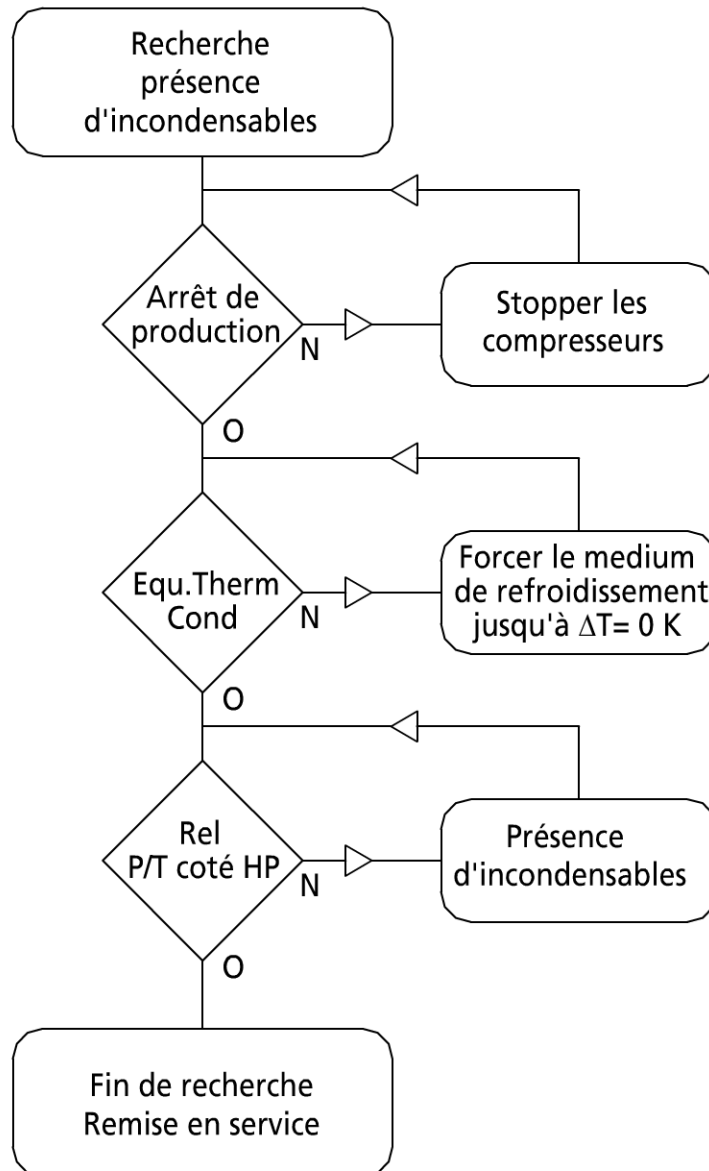 Recherche
présence
d'incondensables
Arrêt de
production
N
Stopper les
compresseurs
O
Equ.Therm
Cond
N
Forcer le medium
de refroidissement
jusqu'à ΔT= 0 K
O
Rel
P/T coté HP
N
Présence
d'incondensables
O
Fin de recherche
Remise en service